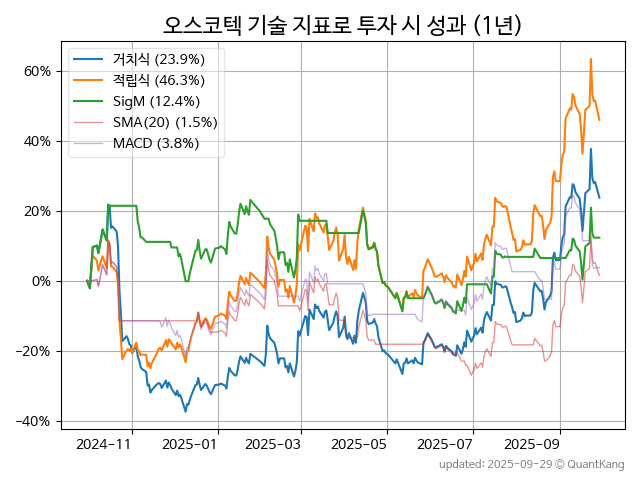 오스코텍 기술 지표로 투자 시 성과 (1년)
거치식 (23.9%)
적립식 (46.3%)
SigM (12.4%)
SMA(20) (1.5%)
MACD (3.8%)
60%
40%
20%
0%
−20%
−40%
2024-11
2025-01
2025-03
2025-05
2025-07
2025-09
updated: 2025-09-29 © QuantKang